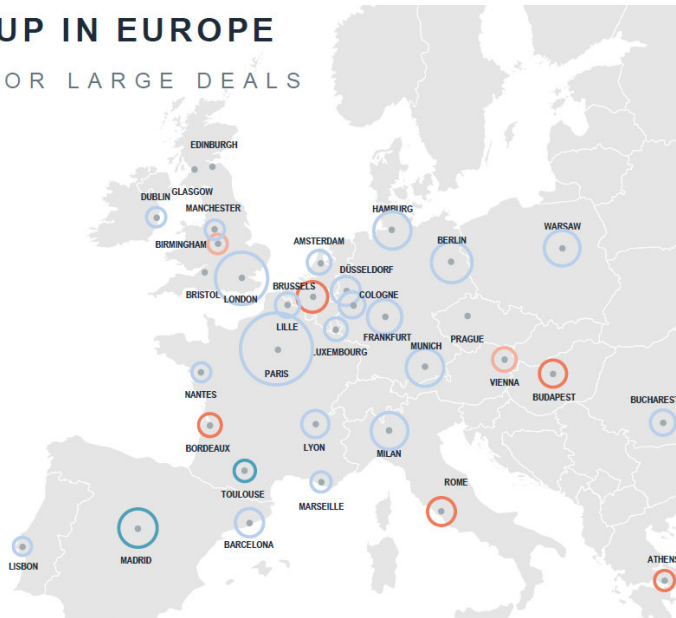 UP IN EUROPE
OR LARGE DEALS
EDINBURGH
GLASGOW
DUBLIN
MANCHESTER
BIRMINGHAM
BRISTOL
LONDON
AMSTERDAM
HAMBURG
BERLIN
WARSAW
BRUSSELS
DÜSSELDORF
COLOGNE
LILLE
LUXEMBOURG
FRANKFURT
PRAGUE
PARIS
MUNICH
VIENNA
BUDAPEST
BUCHAREST
NANTES
BORDEAUX
LYON
MILAN
TOULOUSE
MARSEILLE
ROME
BARCELONA
MADRID
LISBON
ATHENS